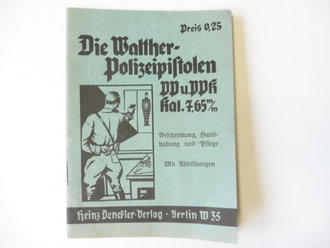 Preis 0,25
Die Walther-
Polizeipistolen
PP u PPK
Kal. 7,65 m/m
Beschreibung, Hand-
habung und Pflege
Mit Abbildungen
Heinz Denckler-Verlag - Berlin W 35